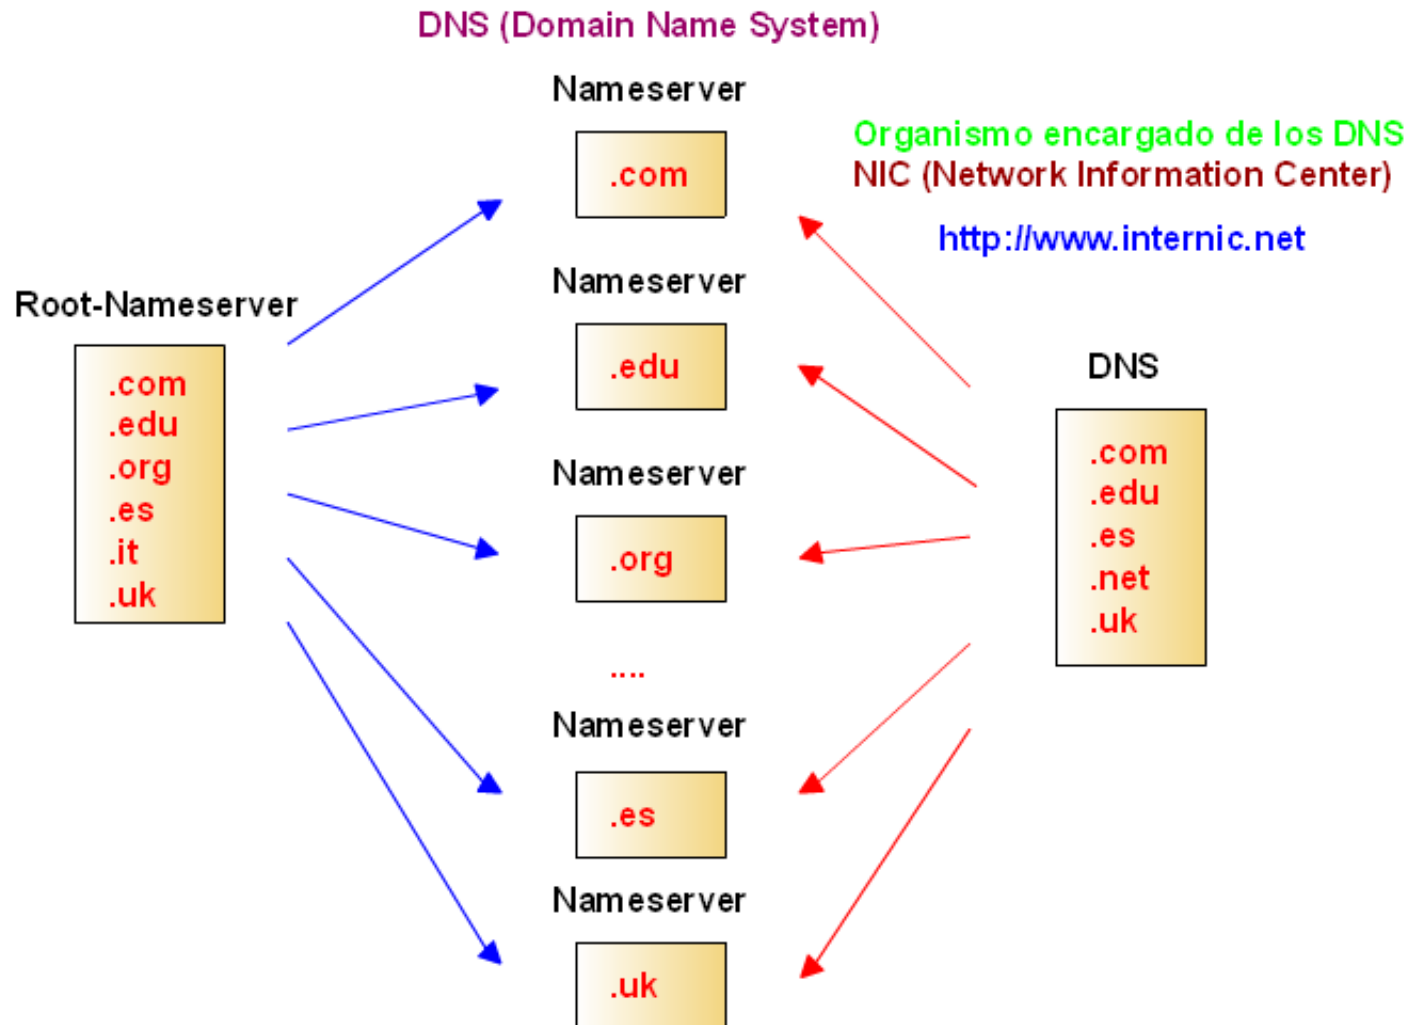 DNS (Domain Name System)
Nameserver
.com
Organismo encargado de los DNS
NIC (Network Information Center)
http://www.internic.net
Root-Nameserver
.com
.edu
.org
.es
.it
.uk
Nameserver
.edu
Nameserver
.org
....
Nameserver
.es
Nameserver
.uk
DNS
.com
.edu
.es
.net
.uk